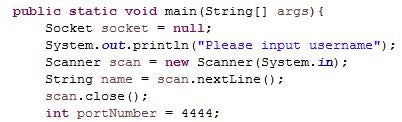 public static void main(String[] args){
Socket socket = null;
System.out.println("Please input username");
Scanner scan = new Scanner(System.in);
String name = scan.nextLine();
scan.close();
int portNumber = 4444;